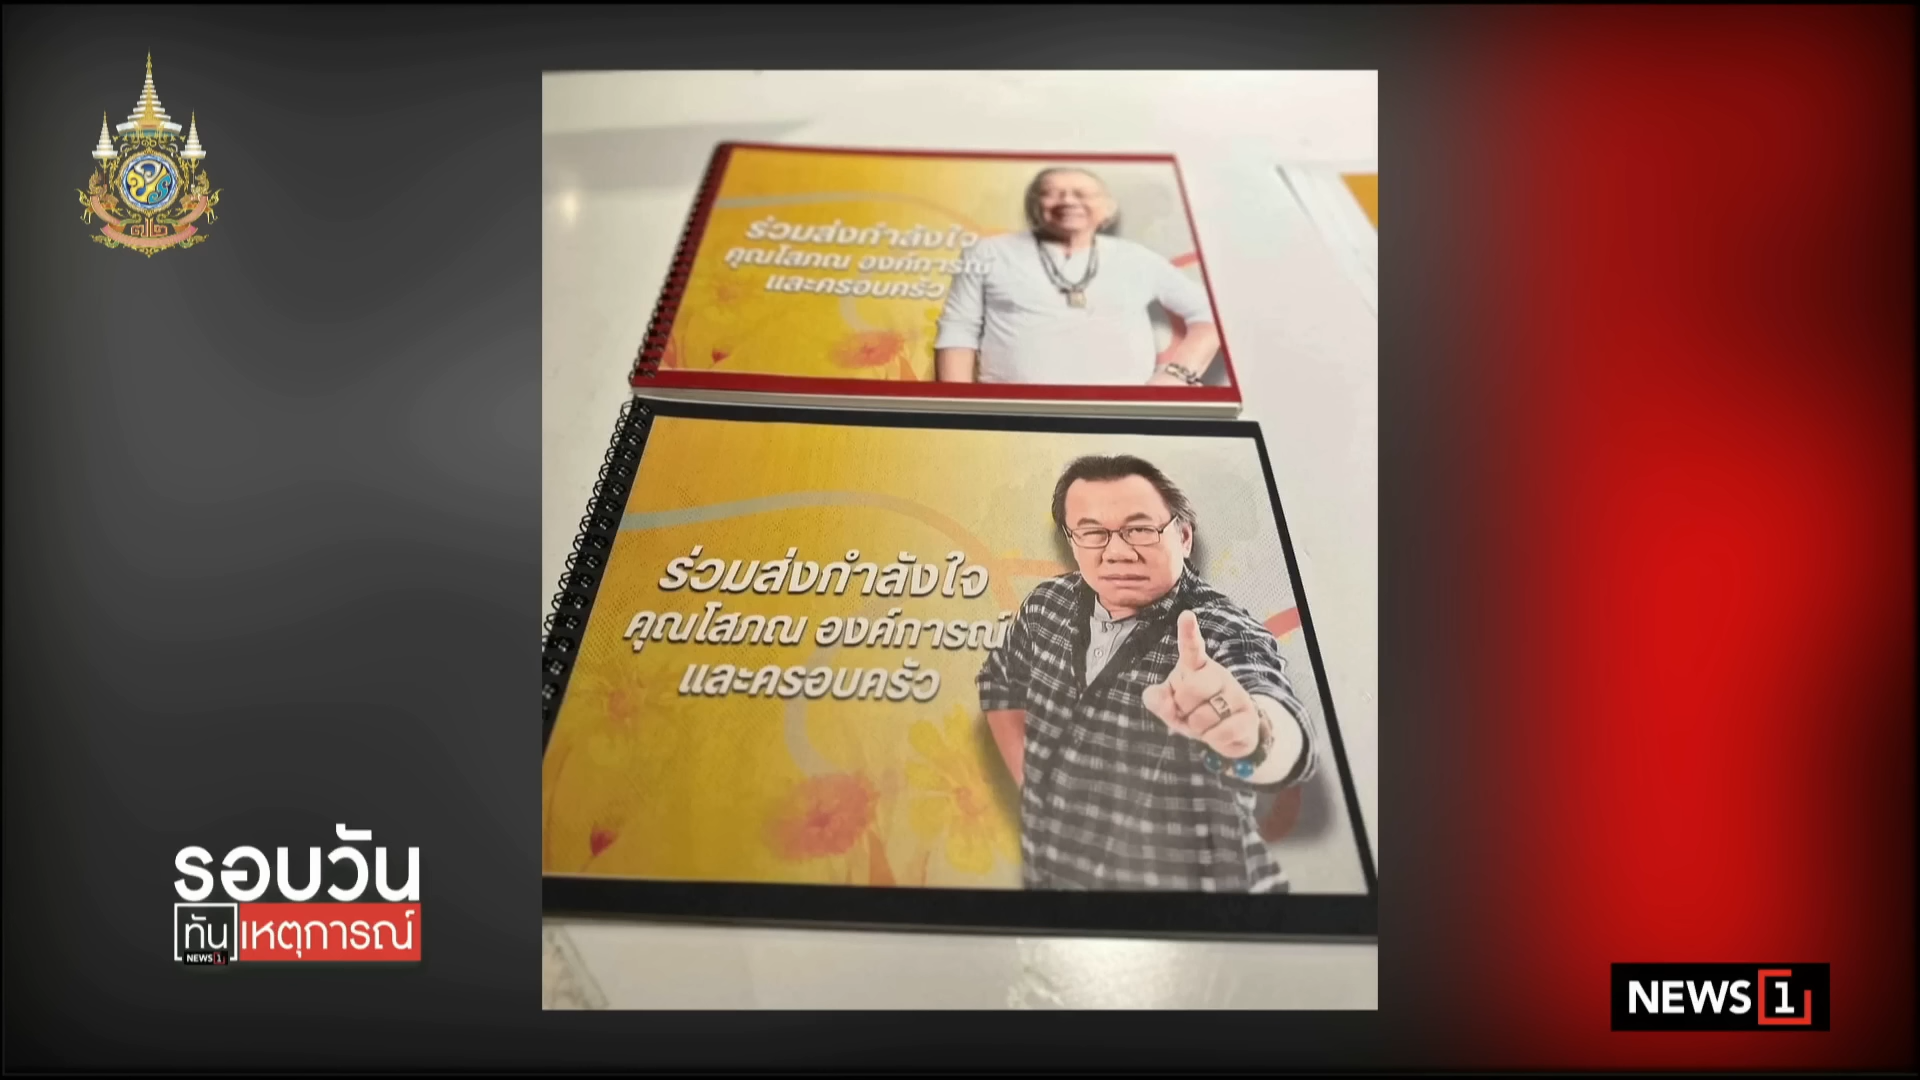 ร่วมส่งกำลังใจ
คุณโสภณ องค์การณ์
และครอบครัว
ร่วมส่งกำลังใจ
คุณโสภณ องค์การณ์
และครอบครัว
รอบวัน
ทันเหตุการณ์
NEWS 1
NEWS 1
๗๒